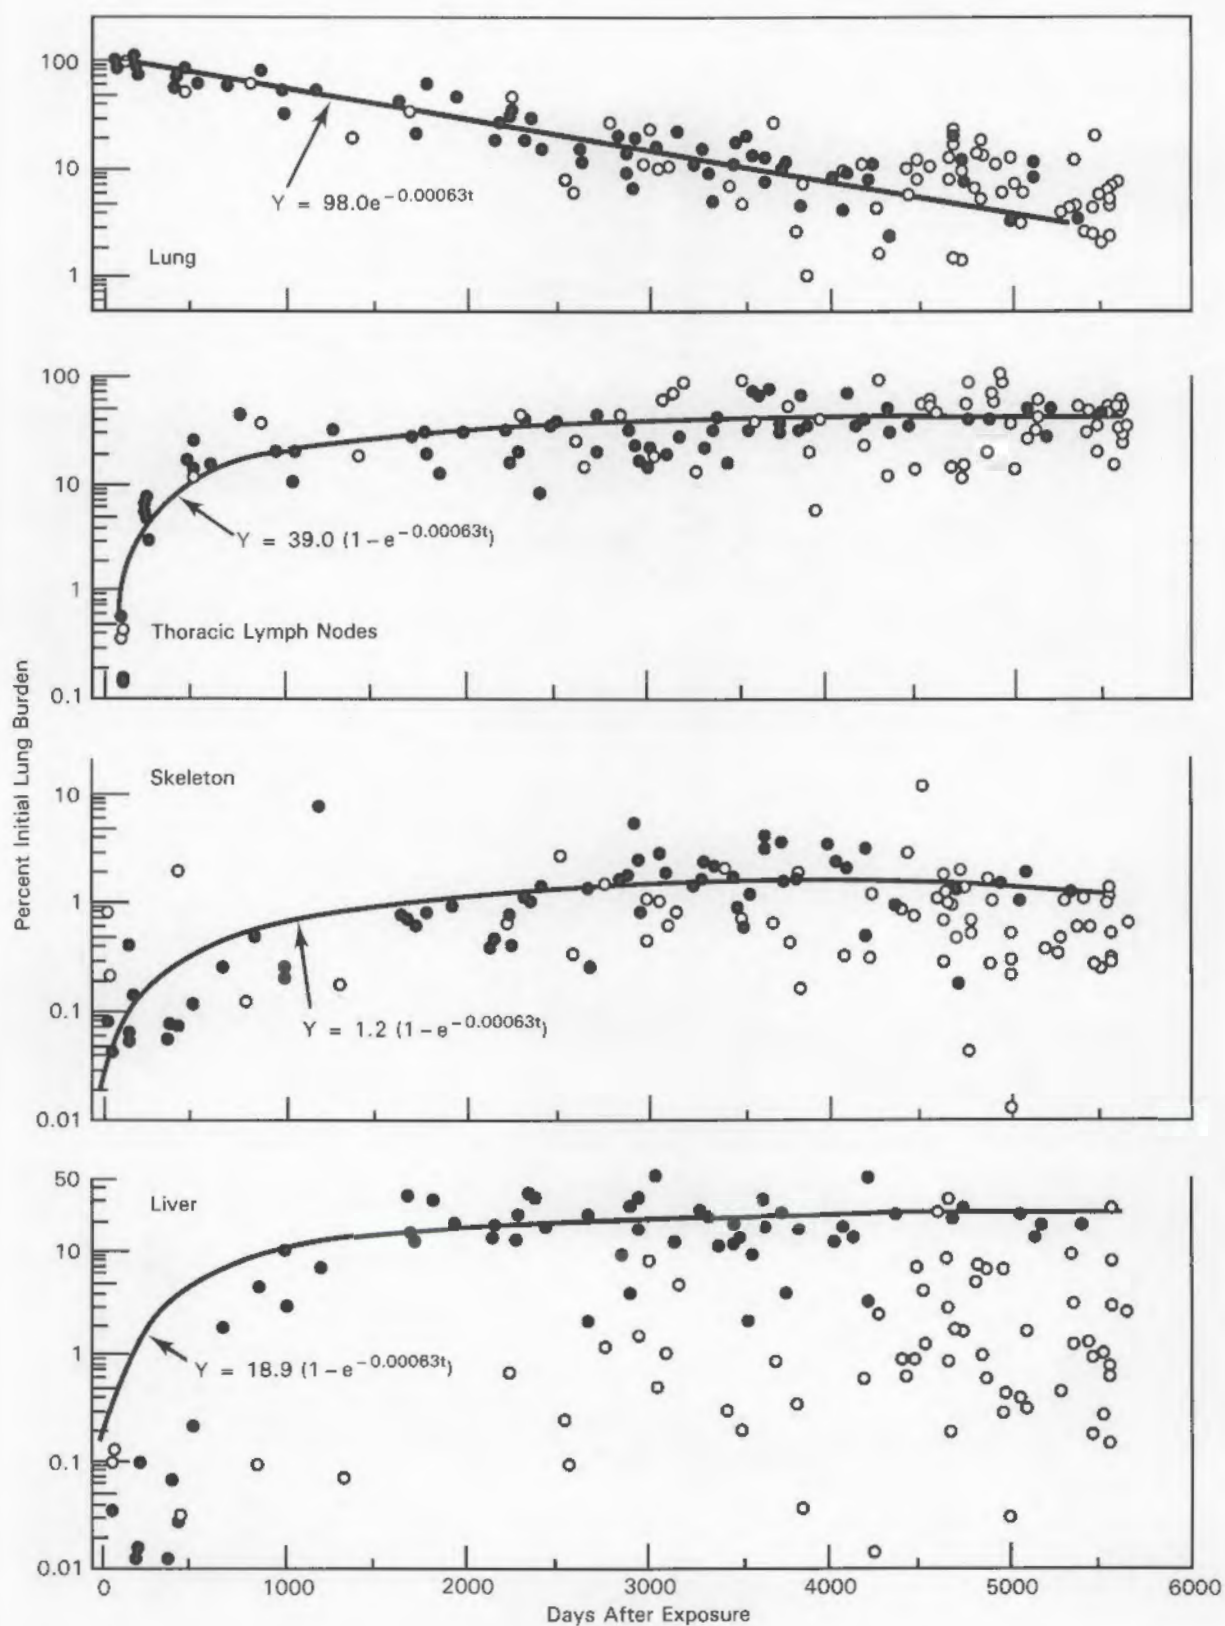 100
10
1
Y = 98.0e−0.00063t
Lung
100
10
1
0.1
Y = 39.0 (1−e−0.00063t)
Thoracic Lymph Nodes
Percent Initial Lung Burden
Skeleton
10
1
0.1
0.01
Y = 1.2 (1−e−0.00063t)
50
10
1
0.1
0.01
Liver
Y = 18.9 (1−e−0.00063t)
0 1000 2000 3000 4000 5000 6000
Days After Exposure